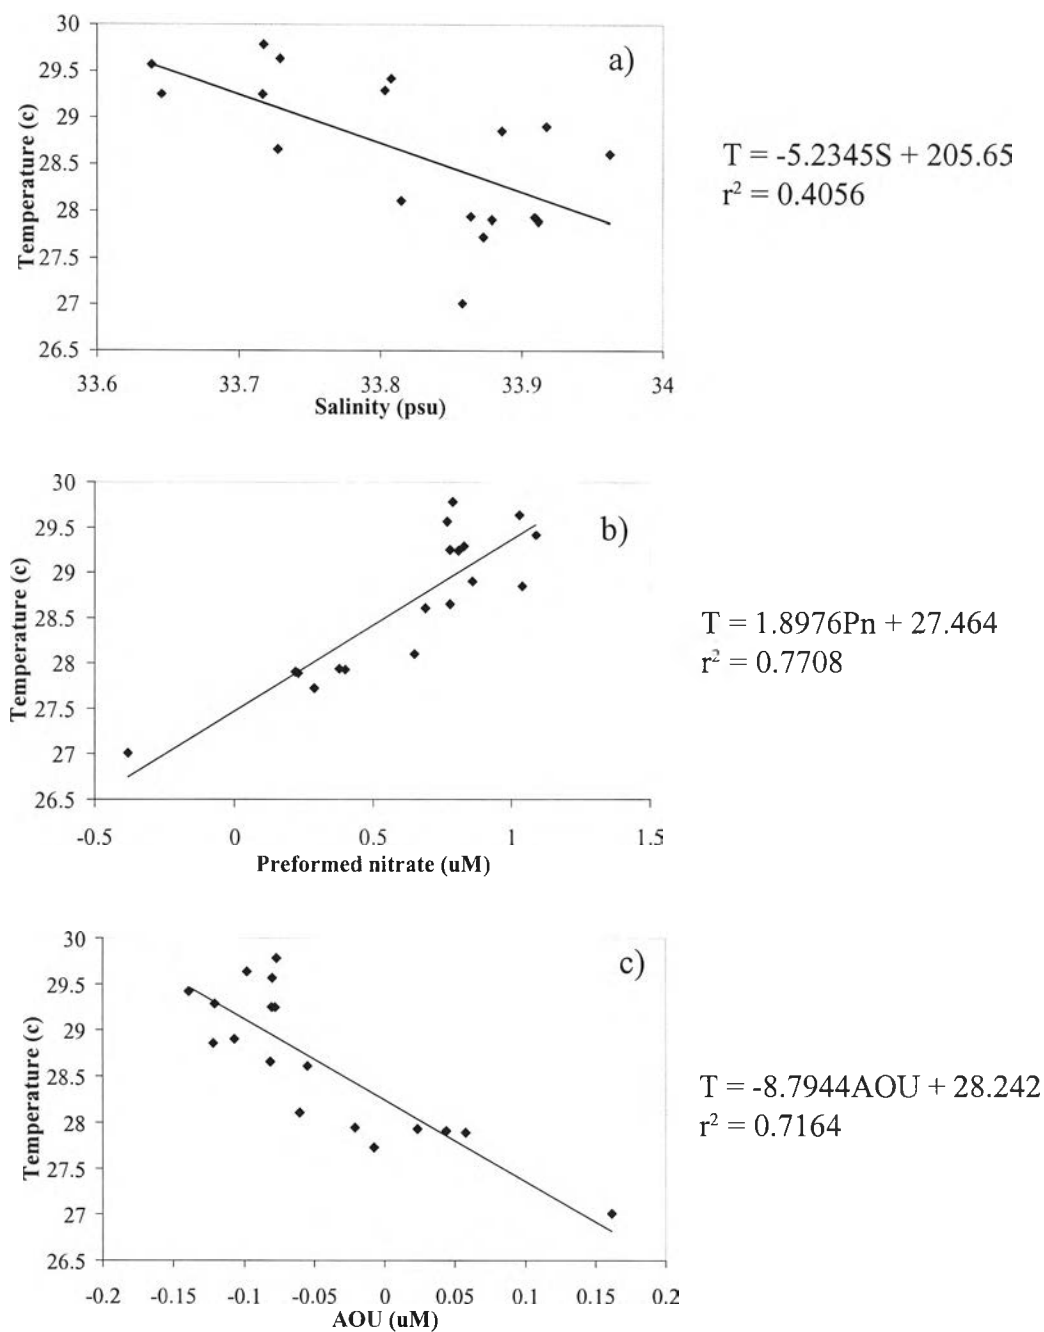 30
29.5
29
28.5
28
27.5
27
26.5
Temperature (c)
a)
33.6 33.7 33.8 33.9 34
Salinity (psu)
T = -5.2345S + 205.65
r² = 0.4056
30
29.5
29
28.5
28
27.5
27
26.5
Temperature (c)
b)
-0.5 0 0.5 1 1.5
Preformed nitrate (uM)
T = 1.8976Pn + 27.464
r² = 0.7708
30
29.5
29
28.5
28
27.5
27
26.5
Temperature (c)
c)
-0.2 -0.15 -0.1 -0.05 0 0.05 0.1 0.15 0.2
AOU (uM)
T = -8.7944AOU + 28.242
r² = 0.7164